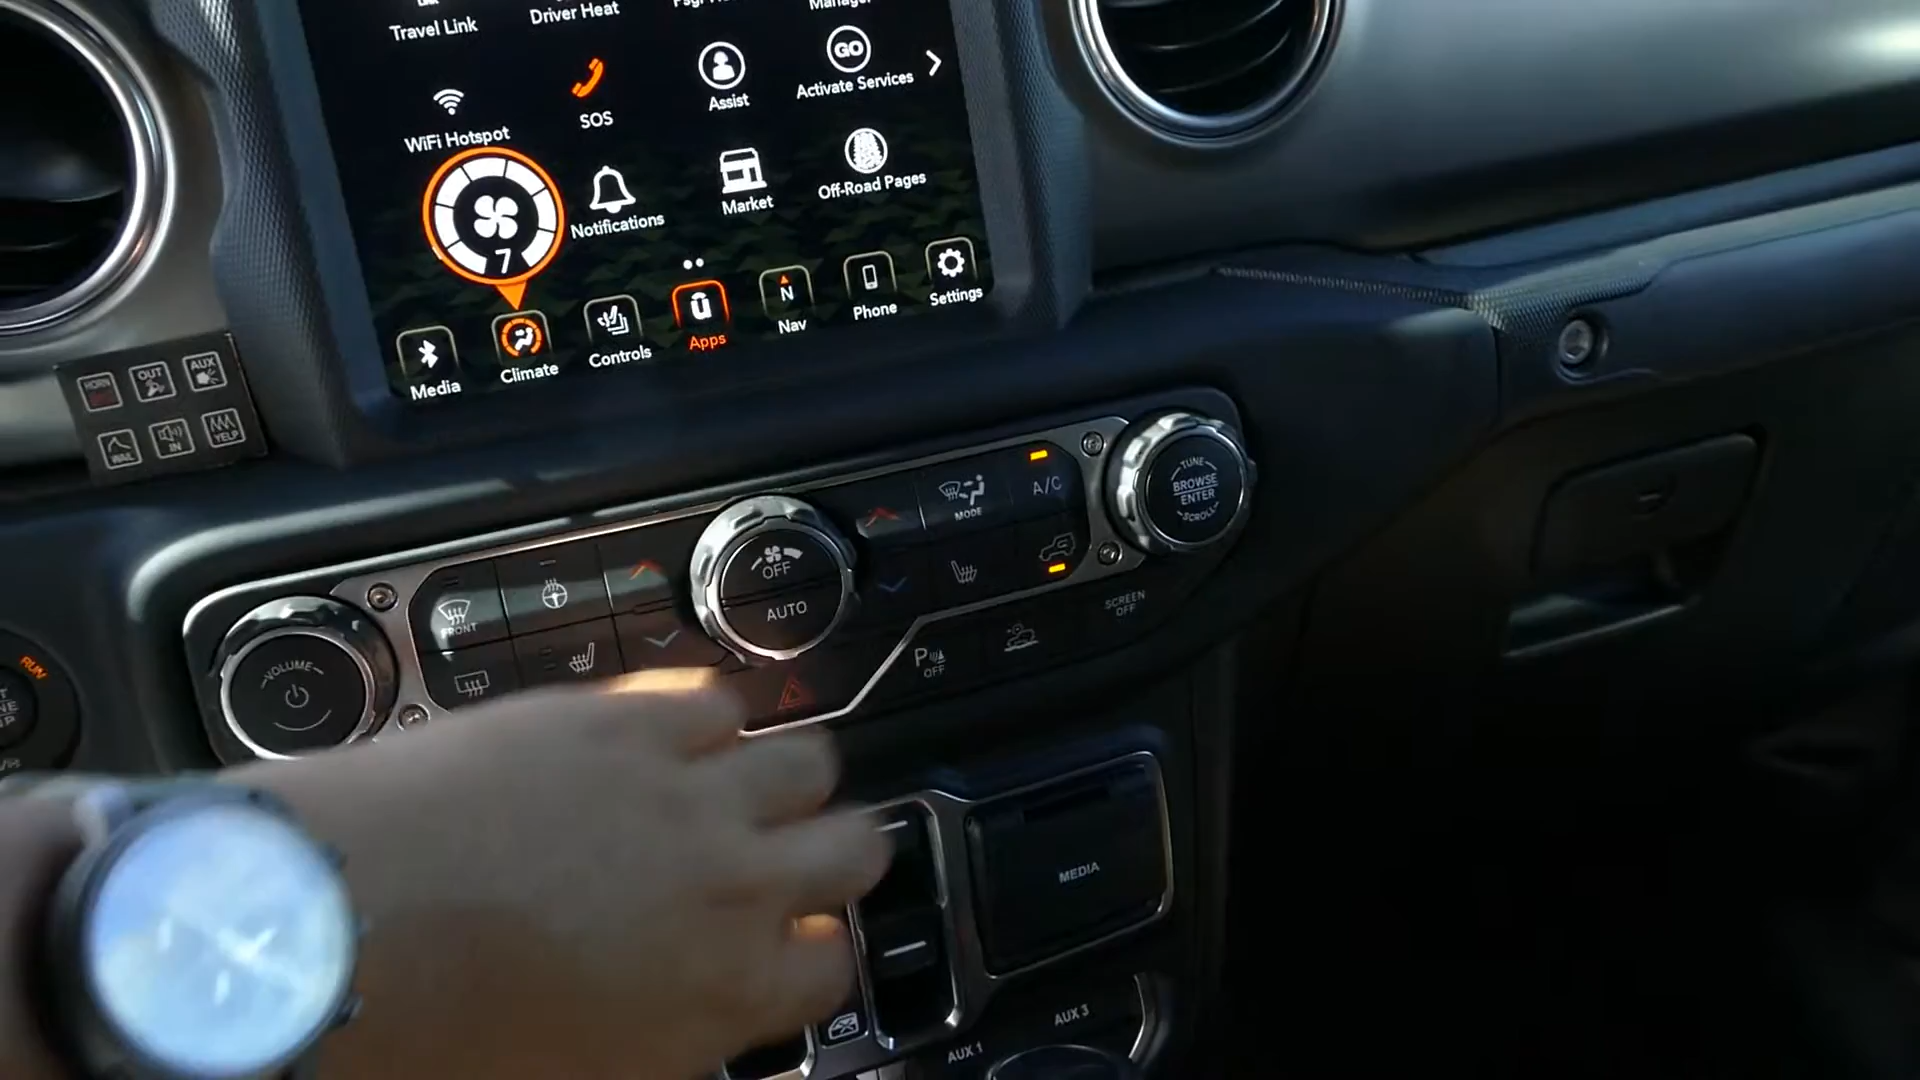 Travel Link
Driver Heat
WiFi Hotspot
SOS
Assist
GO
Activate Services
7
Notifications
Market
Off-Road Pages
Media
Climate
Controls
Apps
N
Nav
Phone
Settings
HORN
OUT
AUX
WAIL
IN
YELP
RUN
VOLUME
FRONT
OFF
AUTO
MODE
A/C
TUNE
BROWSE
ENTER
SCROLL
P
OFF
SCREEN
OFF
MEDIA
AUX 1
AUX 3